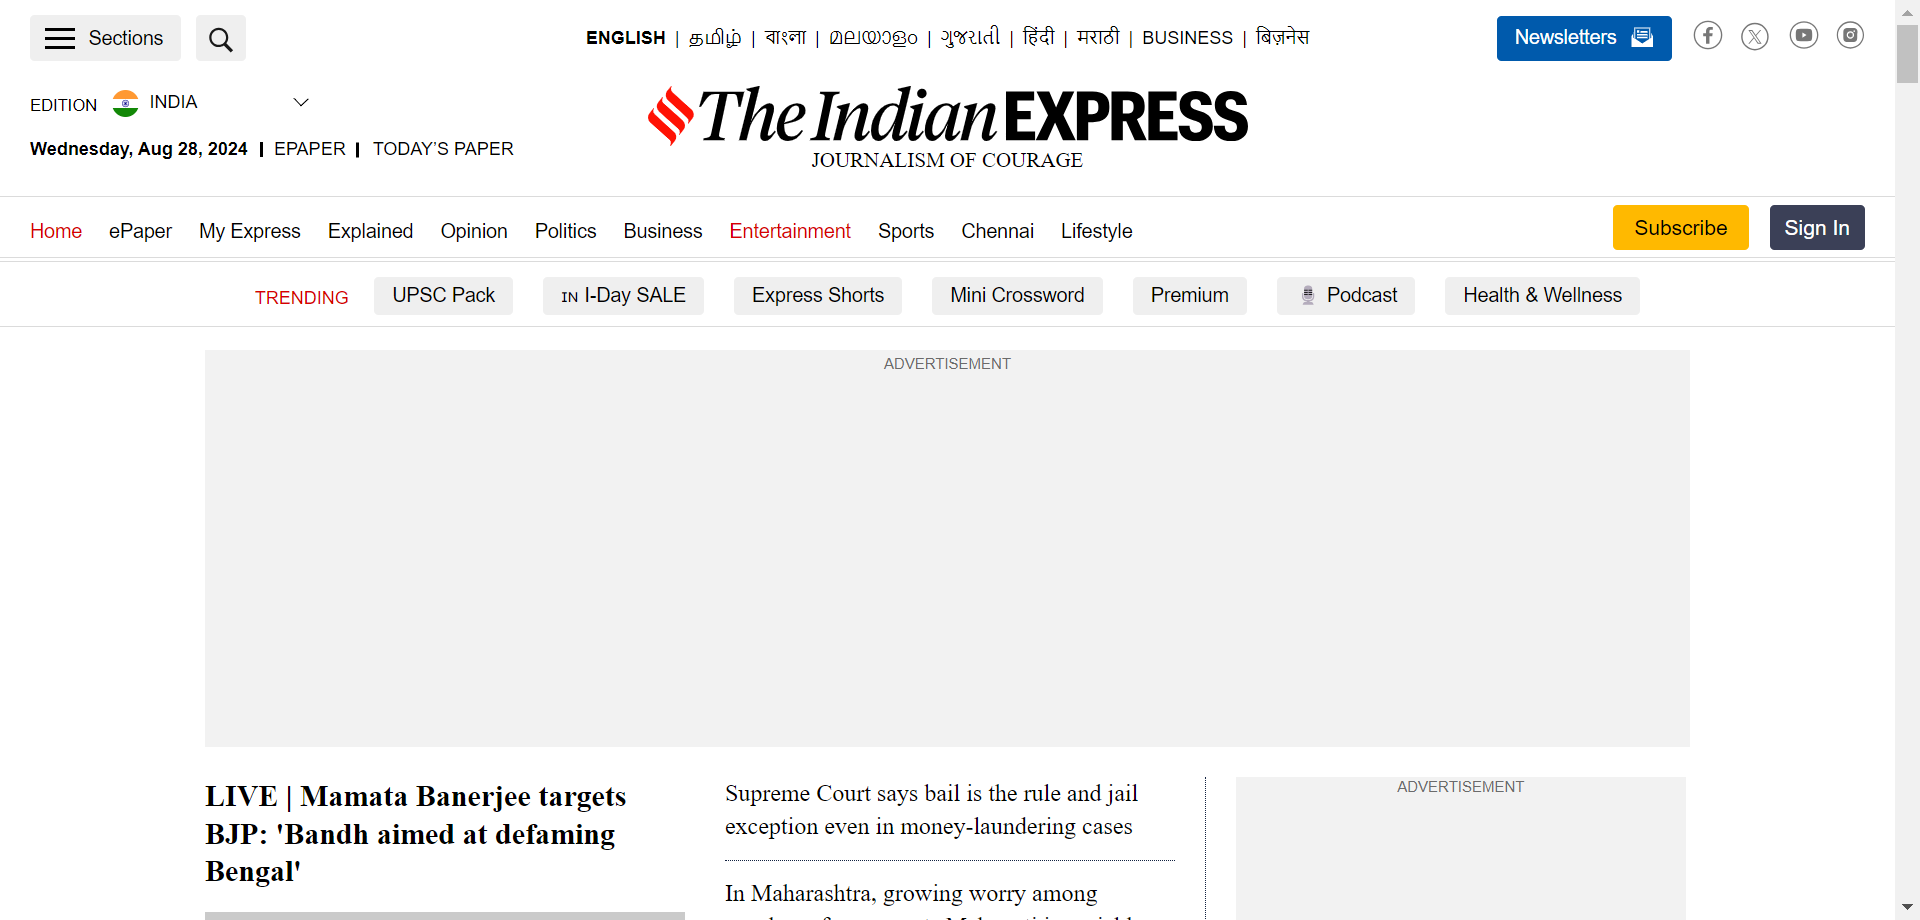 Sections
ENGLISH | தமிழ் | বাংলা | മലയാളം | ગુજરાતી | हिंदी | मराठी | BUSINESS | बिज़नेस
Newsletters
EDITION INDIA
The Indian EXPRESS
JOURNALISM OF COURAGE
Wednesday, Aug 28, 2024 | EPAPER | TODAY’S PAPER
Home ePaper My Express Explained Opinion Politics Business Entertainment Sports Chennai Lifestyle
Subscribe Sign In
TRENDING UPSC Pack IN I-Day SALE Express Shorts Mini Crossword Premium Podcast Health & Wellness
ADVERTISEMENT
LIVE | Mamata Banerjee targets
BJP: 'Bandh aimed at defaming
Bengal'
Supreme Court says bail is the rule and jail
exception even in money-laundering cases
In Maharashtra, growing worry among
ADVERTISEMENT